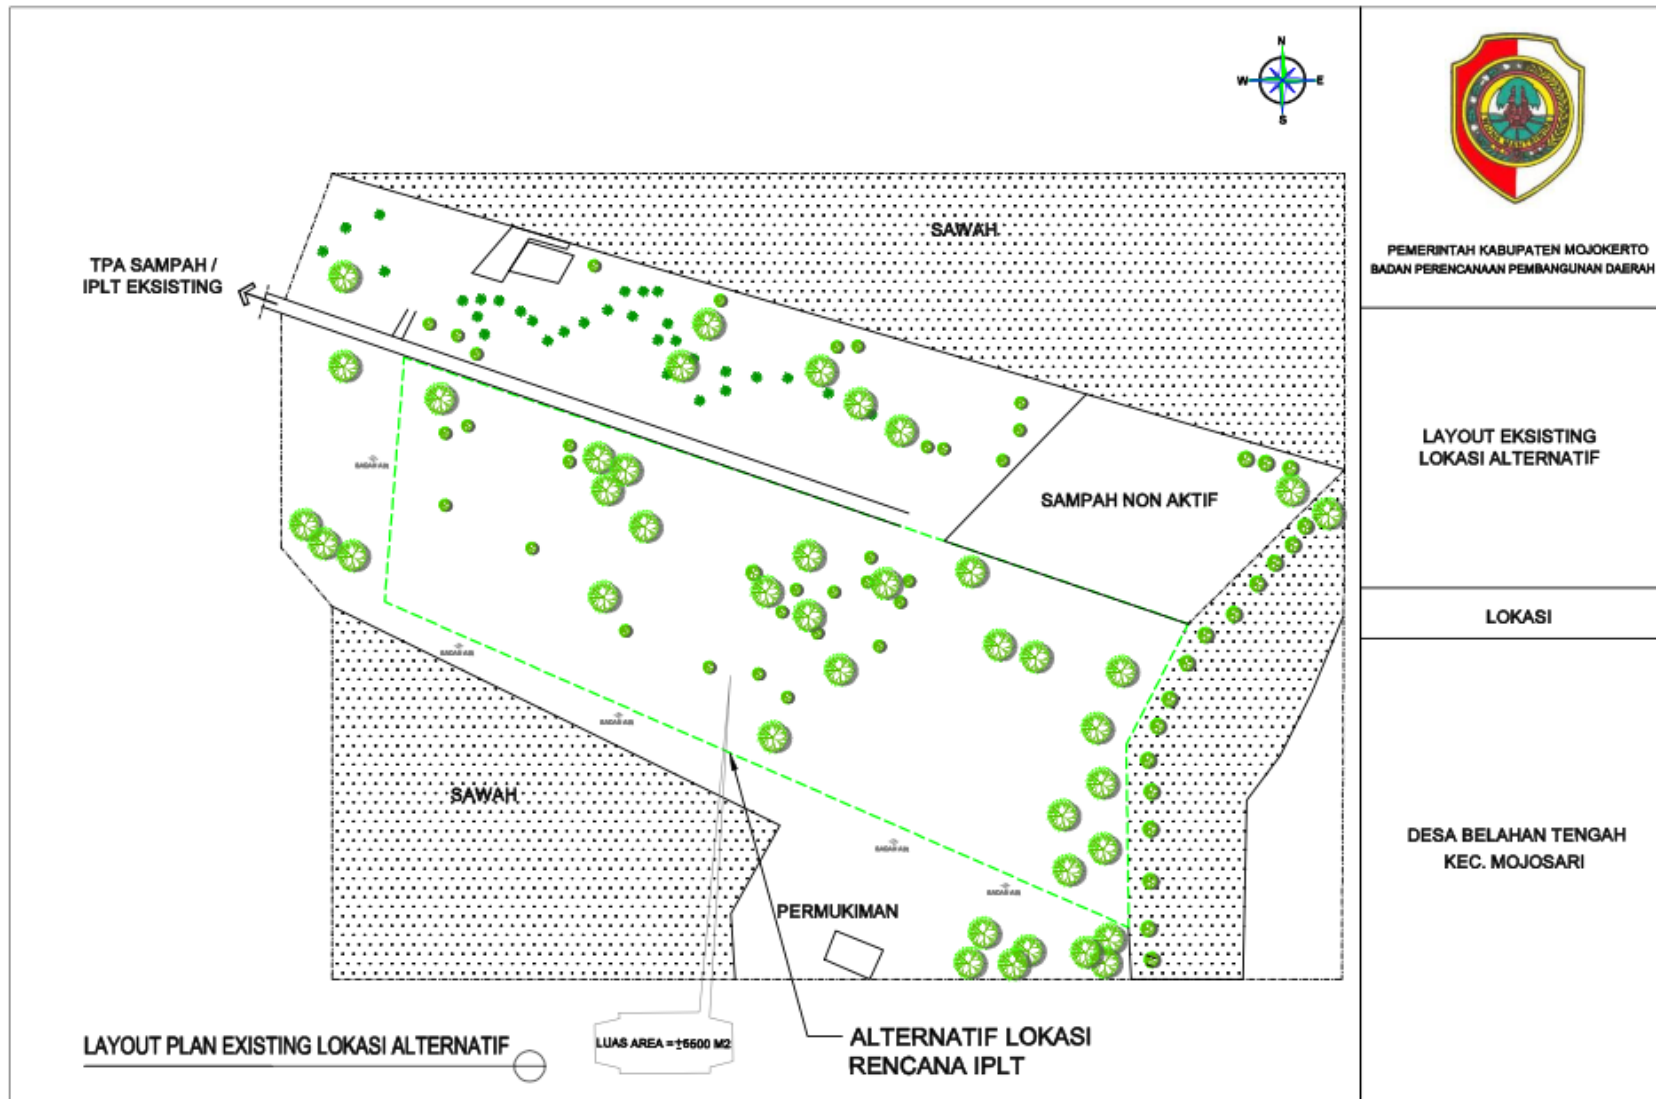 N
W
E
S
PEMERINTAH KABUPATEN MOJOKERTO
BADAN PERENCANAAN PEMBANGUNAN DAERAH
LAYOUT EKSISTING
LOKASI ALTERNATIF
LOKASI
DESA BELAHAN TENGAH
KEC. MOJOSARI
SAWAH
TPA SAMPAH /
IPLT EKSISTING
SAMPAH NON AKTIF
SAWAH
PERMUKIMAN
LUAS AREA =±6600 M2
ALTERNATIF LOKASI
RENCANA IPLT
LAYOUT PLAN EXISTING LOKASI ALTERNATIF